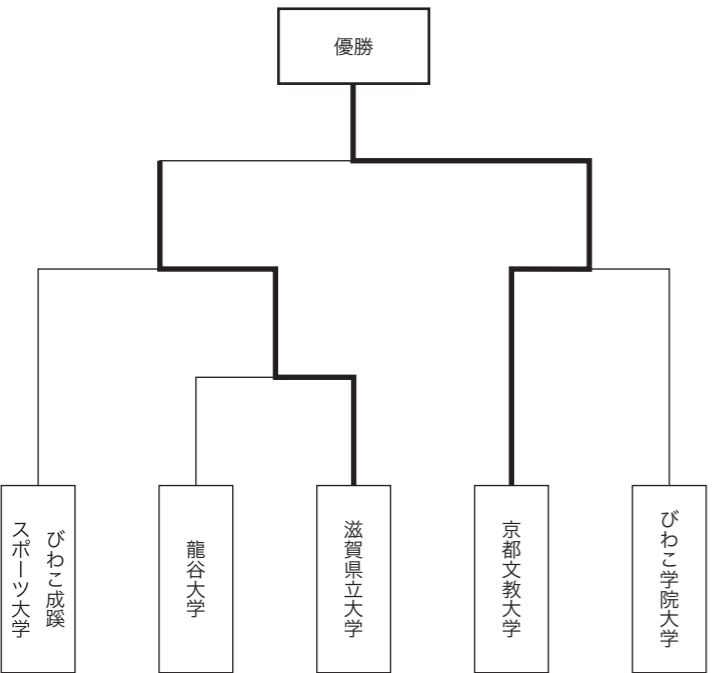 優勝
びわこ成蹊
スポーツ大学
龍谷大学
滋賀県立大学
京都文教大学
びわこ学院大学